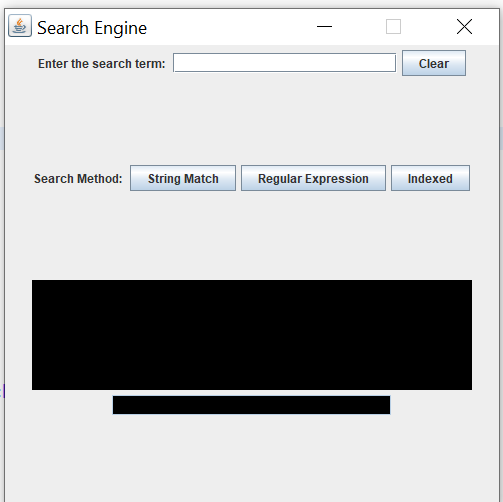 Search Engine
Enter the search term: Clear
Search Method: String Match Regular Expression Indexed